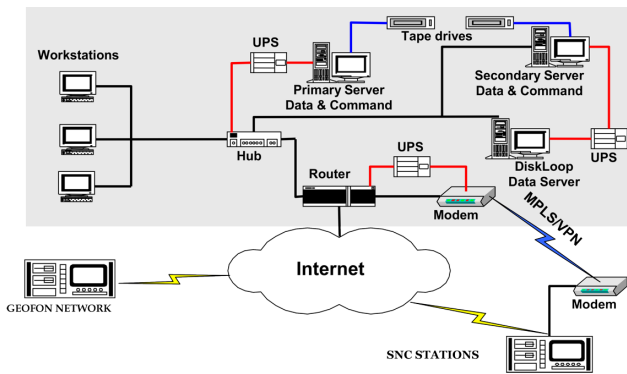 Workstations
UPS
Tape drives
Primary Server
Data & Command
Secondary Server
Data & Command
Hub
UPS
DiskLoop
Data Server
UPS
Router
Modem
MPLS/VPN
Internet
GEOFON NETWORK
Modem
SNC STATIONS